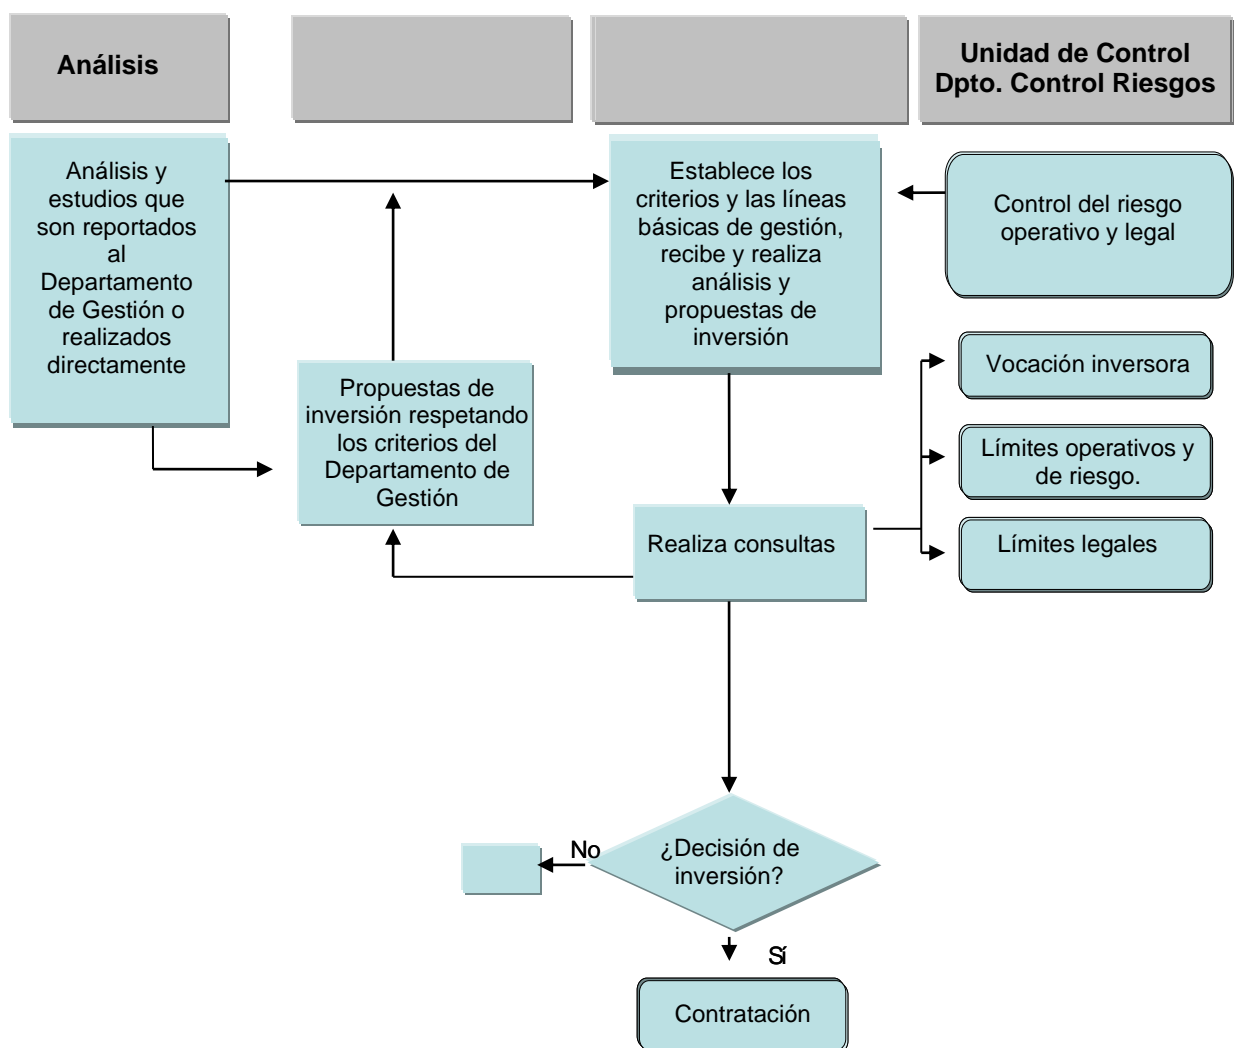 Análisis
Unidad de Control
Dpto. Control Riesgos
Análisis y
estudios que
son reportados
al
Departamento
de Gestión o
realizados
directamente
Propuestas de
inversión respetando
los criterios del
Departamento de
Gestión
Establece los
criterios y las líneas
básicas de gestión,
recibe y realiza
análisis y
propuestas de
inversión
Control del riesgo
operativo y legal
Vocación inversora
Límites operativos y
de riesgo.
Límites legales
Realiza consultas
¿Decisión de
inversión?
No
Sí
Contratación